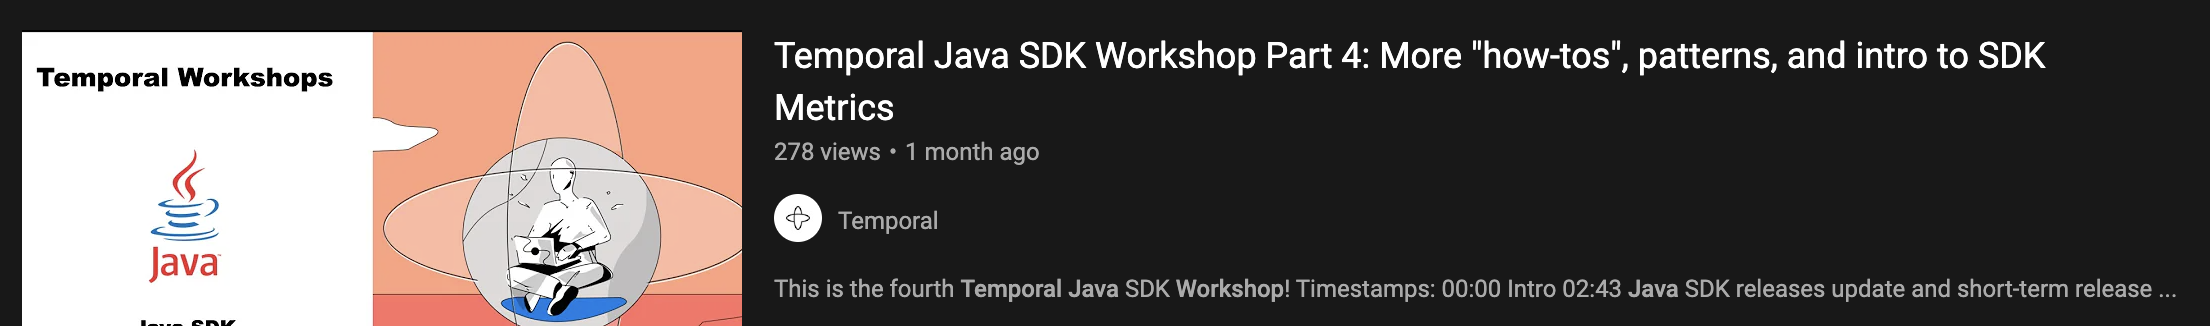 Temporal Workshops
Java
Java SDK
Temporal Java SDK Workshop Part 4: More "how-tos", patterns, and intro to SDK
Metrics
278 views • 1 month ago
Temporal
This is the fourth Temporal Java SDK Workshop! Timestamps: 00:00 Intro 02:43 Java SDK releases update and short-term release ...